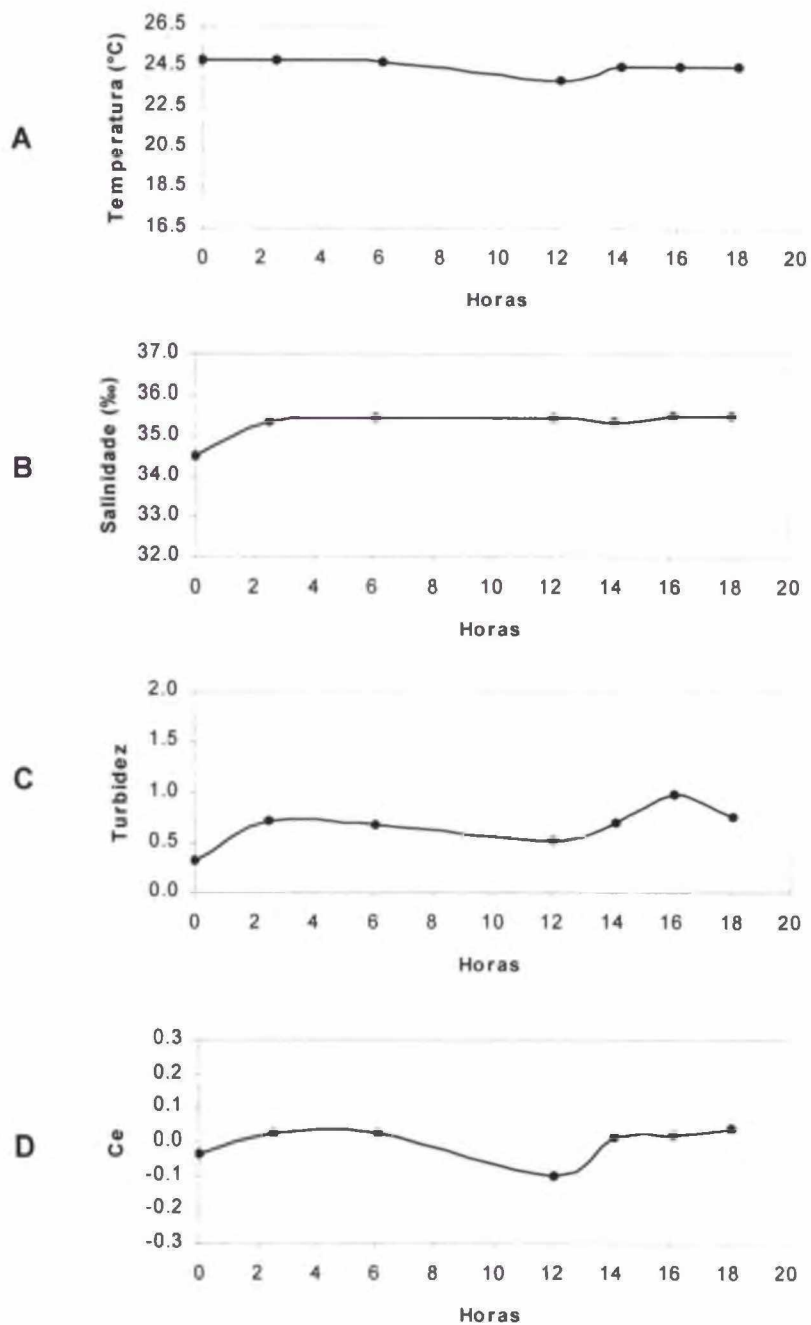 A
Temperatura (°C)
26.5
24.5
22.5
20.5
18.5
16.5
0 2 4 6 8 10 12 14 16 18 20
Horas
B
Salinidade (‰)
37.0
36.0
35.0
34.0
33.0
32.0
0 2 4 6 8 10 12 14 16 18 20
Horas
C
Turbidez
2.0
1.5
1.0
0.5
0.0
0 2 4 6 8 10 12 14 16 18 20
Horas
D
Ce
0.3
0.2
0.1
0.0
-0.1
-0.2
-0.3
0 2 4 6 8 10 12 14 16 18 20
Horas